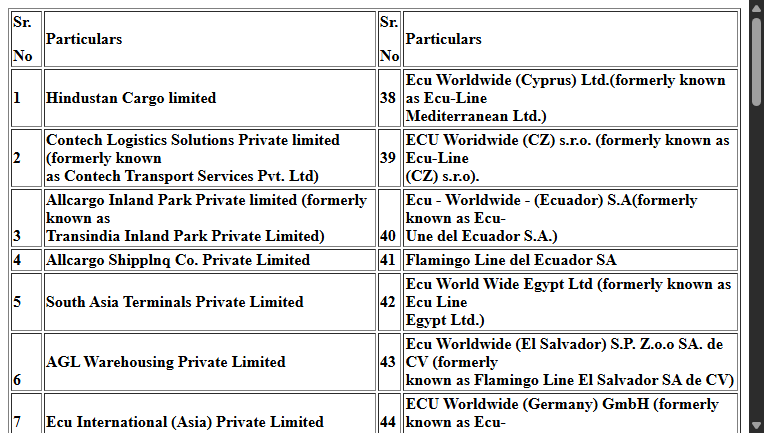 Sr.
No
Particulars
Sr.
No
Particulars
1
Hindustan Cargo limited
38
Ecu Worldwide (Cyprus) Ltd.(formerly known
as Ecu-Line
Mediterranean Ltd.)
2
Contech Logistics Solutions Private limited
(formerly known
as Contech Transport Services Pvt. Ltd)
39
ECU Woridwide (CZ) s.r.o. (formerly known as
Ecu-Line
(CZ) s.r.o).
3
Allcargo Inland Park Private limited (formerly
known as
Transindia Inland Park Private Limited)
40
Ecu - Worldwide - (Ecuador) S.A(formerly
known as Ecu-
Une del Ecuador S.A.)
4
Allcargo Shipplnq Co. Private Limited
41
Flamingo Line del Ecuador SA
5
South Asia Terminals Private Limited
42
Ecu World Wide Egypt Ltd (formerly known as
Ecu Line
Egypt Ltd.)
6
AGL Warehousing Private Limited
43
Ecu Worldwide (El Salvador) S.P. Z.o.o SA. de
CV (formerly
known as Flamingo Line El Salvador SA de CV)
7
Ecu International (Asia) Private Limited
44
ECU Worldwide (Germany) GmbH (formerly
known as Ecu-